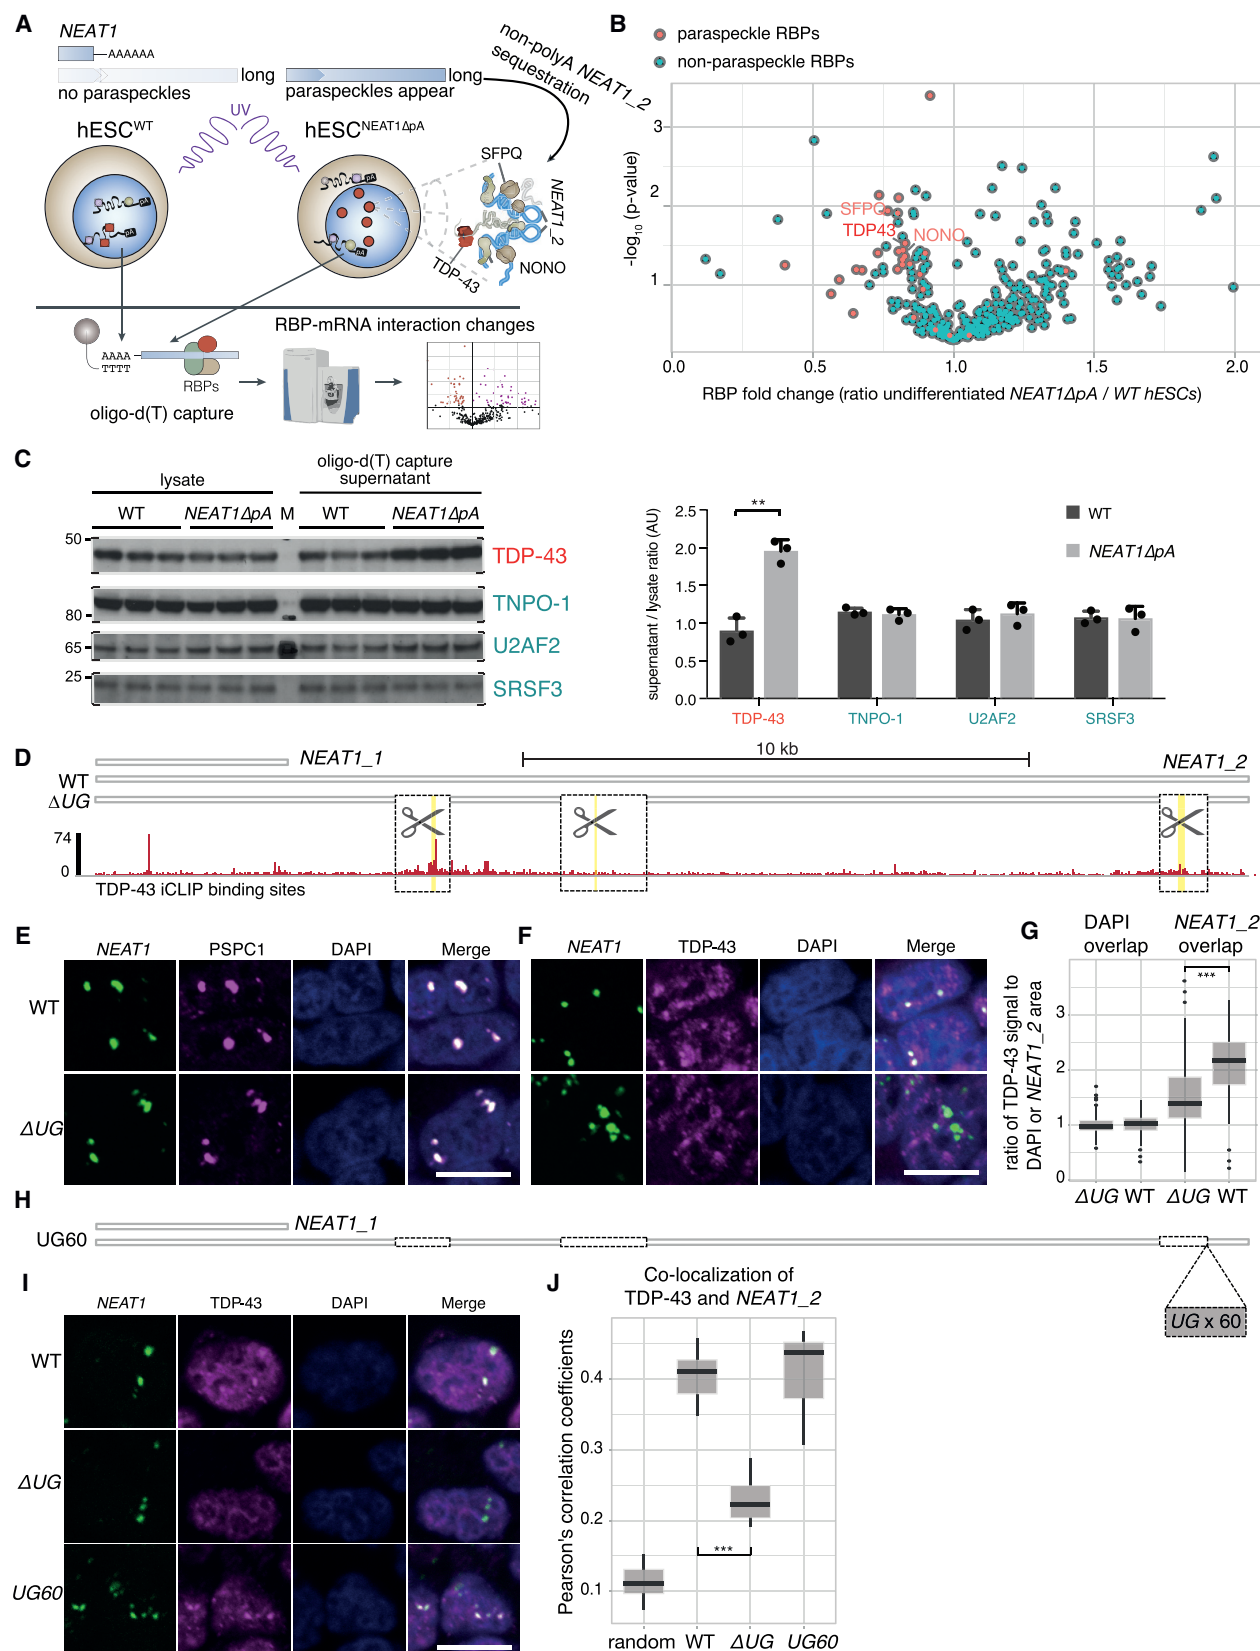 A
NEAT1
AAAAAA
long
no paraspeckles
long
paraspeckles appear
non-polyA NEAT1_2
sequestration
UV
hESCWT
hESCNEAT1ΔpA
pA
pA
pA
pA
SFPQ
NEAT1_2
TDP-43
NONO
AAAA
TTTT
RBPs
oligo-d(T) capture
RBP-mRNA interaction changes
B
paraspeckle RBPs
non-paraspeckle RBPs
-log10 (p-value)
3
2
1
SFPQ
TDP43
NONO
0.0
0.5
1.0
1.5
2.0
RBP fold change (ratio undifferentiated NEAT1ΔpA / WT hESCs)
C
lysate
oligo-d(T) capture
supernatant
WT
NEAT1ΔpA
M
WT
NEAT1ΔpA
50
TDP-43
80
TNPO-1
65
U2AF2
25
SRSF3
supernatant / lysate ratio (AU)
2.5
2.0
1.5
1.0
0.5
0.0
**
WT
NEAT1ΔpA
TDP-43
TNPO-1
U2AF2
SRSF3
D
NEAT1_1
10 kb
NEAT1_2
WT
ΔUG
74
0
TDP-43 iCLIP binding sites
E
NEAT1
PSPC1
DAPI
Merge
WT
ΔUG
F
NEAT1
TDP-43
DAPI
Merge
G
DAPI
overlap
NEAT1_2
overlap
***
ratio of TDP-43 signal to
DAPI or NEAT1_2 area
3
2
1
0
ΔUG
WT
ΔUG
WT
H
NEAT1_1
UG60
UG x 60
I
NEAT1
TDP-43
DAPI
Merge
WT
ΔUG
UG60
J
Co-localization of
TDP-43 and NEAT1_2
Pearson's correlation coefficients
0.4
0.3
0.2
0.1
***
random
WT
ΔUG
UG60